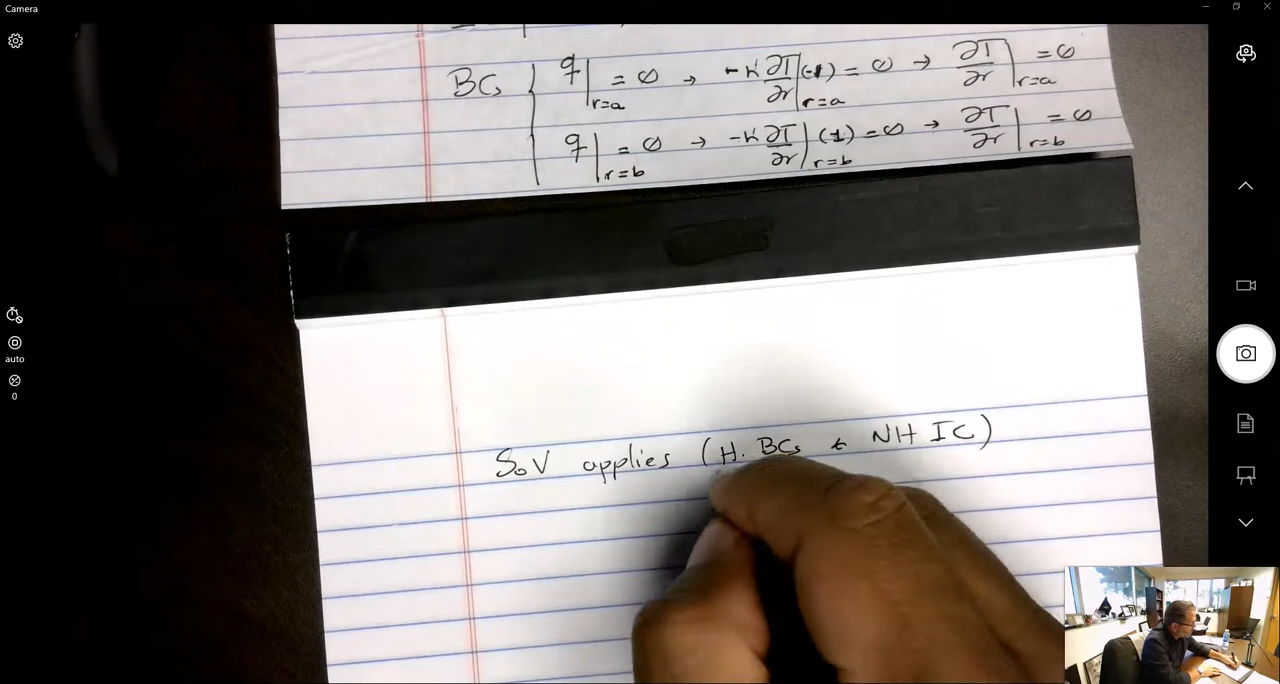 Camera
BCs { q|r=a = 0 → -k ∂T/∂r|r=a (-1) = 0 → ∂T/∂r|r=a = 0
q|r=b = 0 → -k ∂T/∂r|r=b (1) = 0 → ∂T/∂r|r=b = 0
auto
0
SoV applies (H. BCs & NH IC)